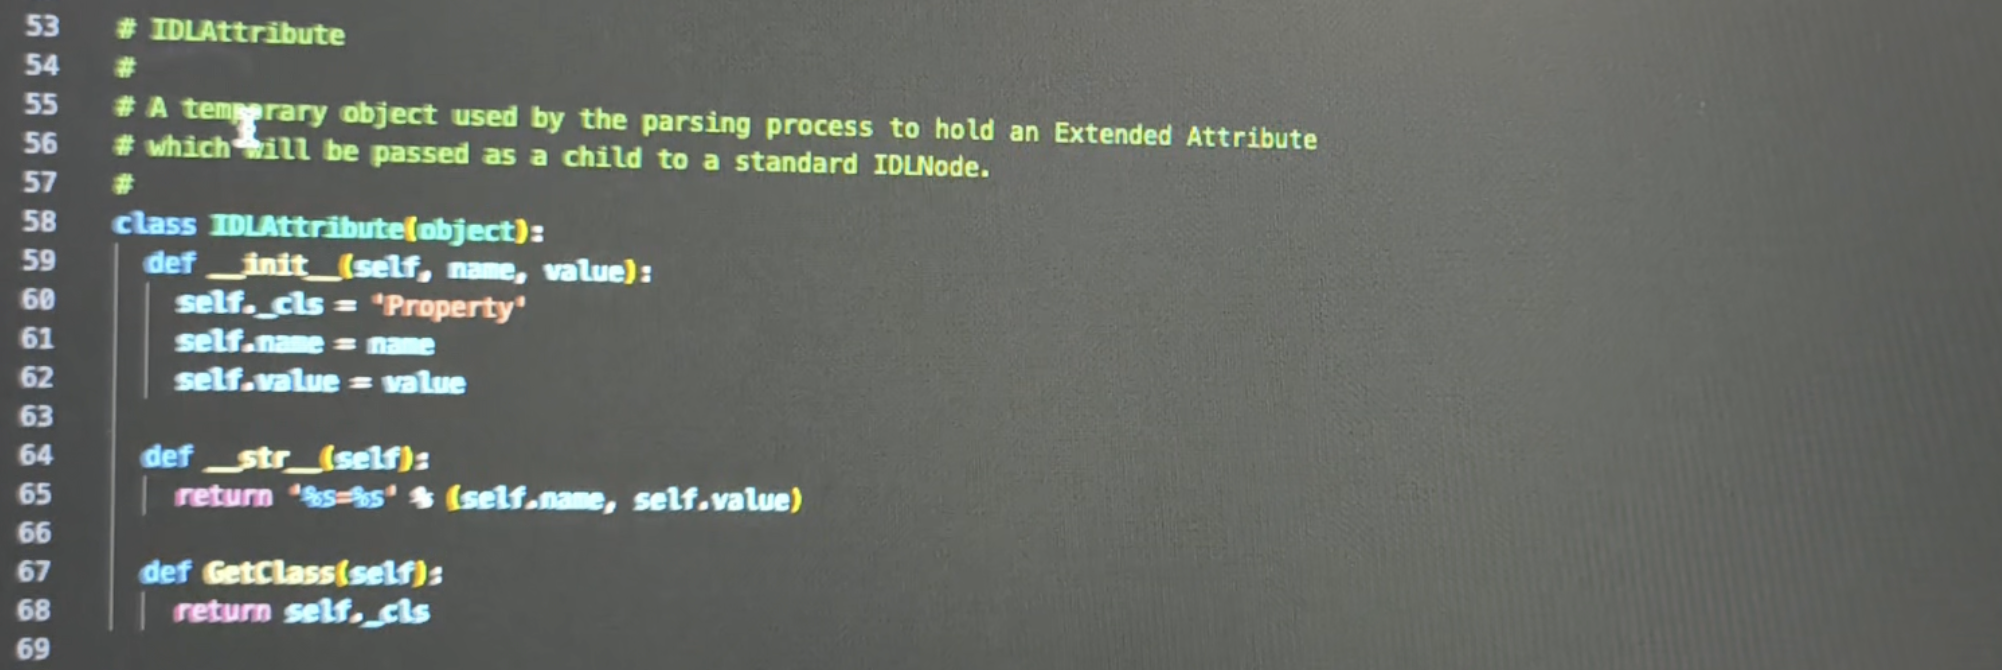 53 # IDLAttribute
54 #
55 # A temporary object used by the parsing process to hold an Extended Attribute
56 # which will be passed as a child to a standard IDLNode.
57 #
58 class IDLAttribute(object):
59   def __init__(self, name, value):
60     self._cls = 'Property'
61     self.name = name
62     self.value = value
63
64   def __str__(self):
65     return '%s=%s' % (self.name, self.value)
66
67   def GetClass(self):
68     return self._cls
69